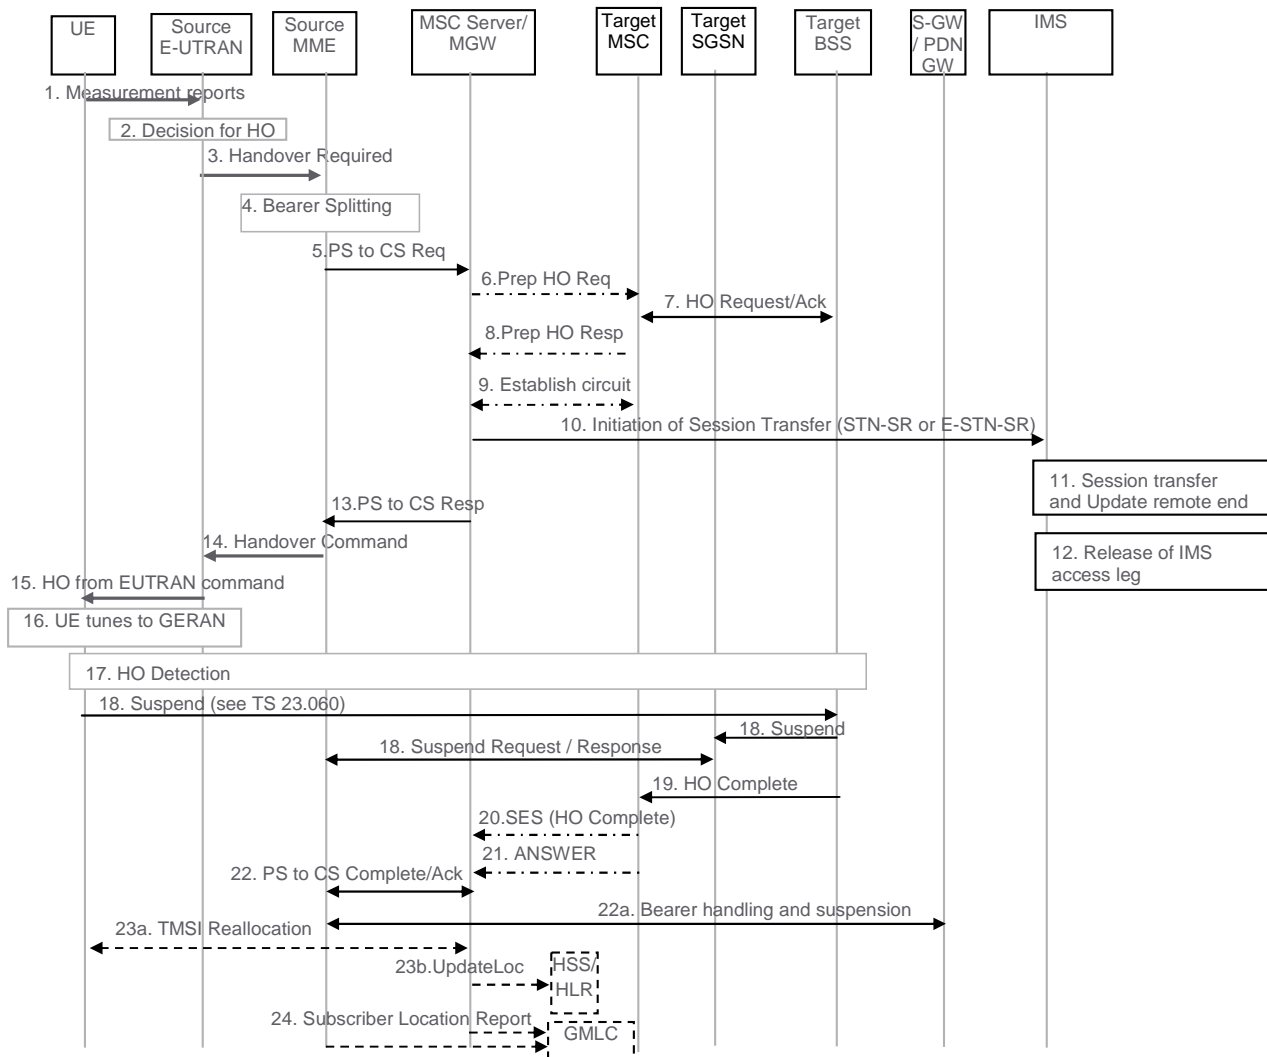 UE
Source
E-UTRAN
Source
MME
MSC Server/
MGW
Target
MSC
Target
SGSN
Target
BSS
S-GW
/ PDN
GW
IMS
1. Measurement reports
2. Decision for HO
3. Handover Required
4. Bearer Splitting
5.PS to CS Req
6.Prep HO Req
7. HO Request/Ack
8.Prep HO Resp
9. Establish circuit
10. Initiation of Session Transfer (STN-SR or E-STN-SR)
11. Session transfer
and Update remote end
13.PS to CS Resp
14. Handover Command
12. Release of IMS
access leg
15. HO from EUTRAN command
16. UE tunes to GERAN
17. HO Detection
18. Suspend (see TS 23.060)
18. Suspend
18. Suspend Request / Response
19. HO Complete
20.SES (HO Complete)
21. ANSWER
22. PS to CS Complete/Ack
22a. Bearer handling and suspension
23a. TMSI Reallocation
23b.UpdateLoc
HSS/
HLR
24. Subscriber Location Report
GMLC